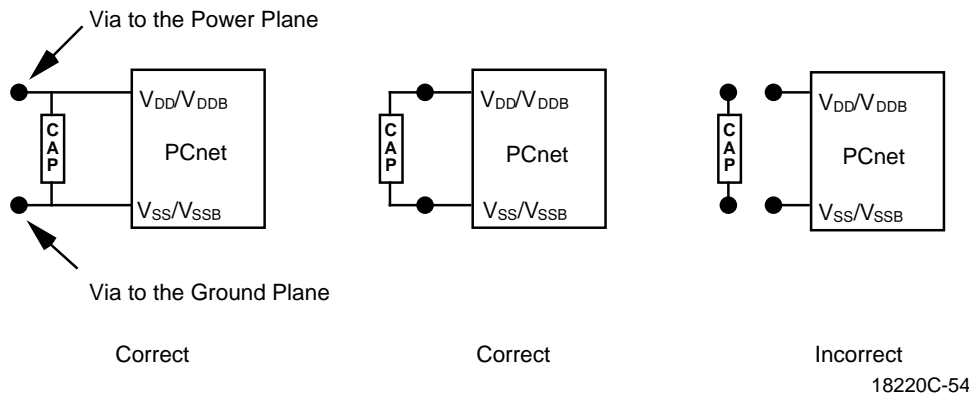 Via to the Power Plane
VDD/VDDB
CAP
PCnet
VSS/VSSB
Via to the Ground Plane
Correct
VDD/VDDB
CAP
PCnet
VSS/VSSB
Correct
CAP
VDD/VDDB
PCnet
VSS/VSSB
Incorrect
18220C-54